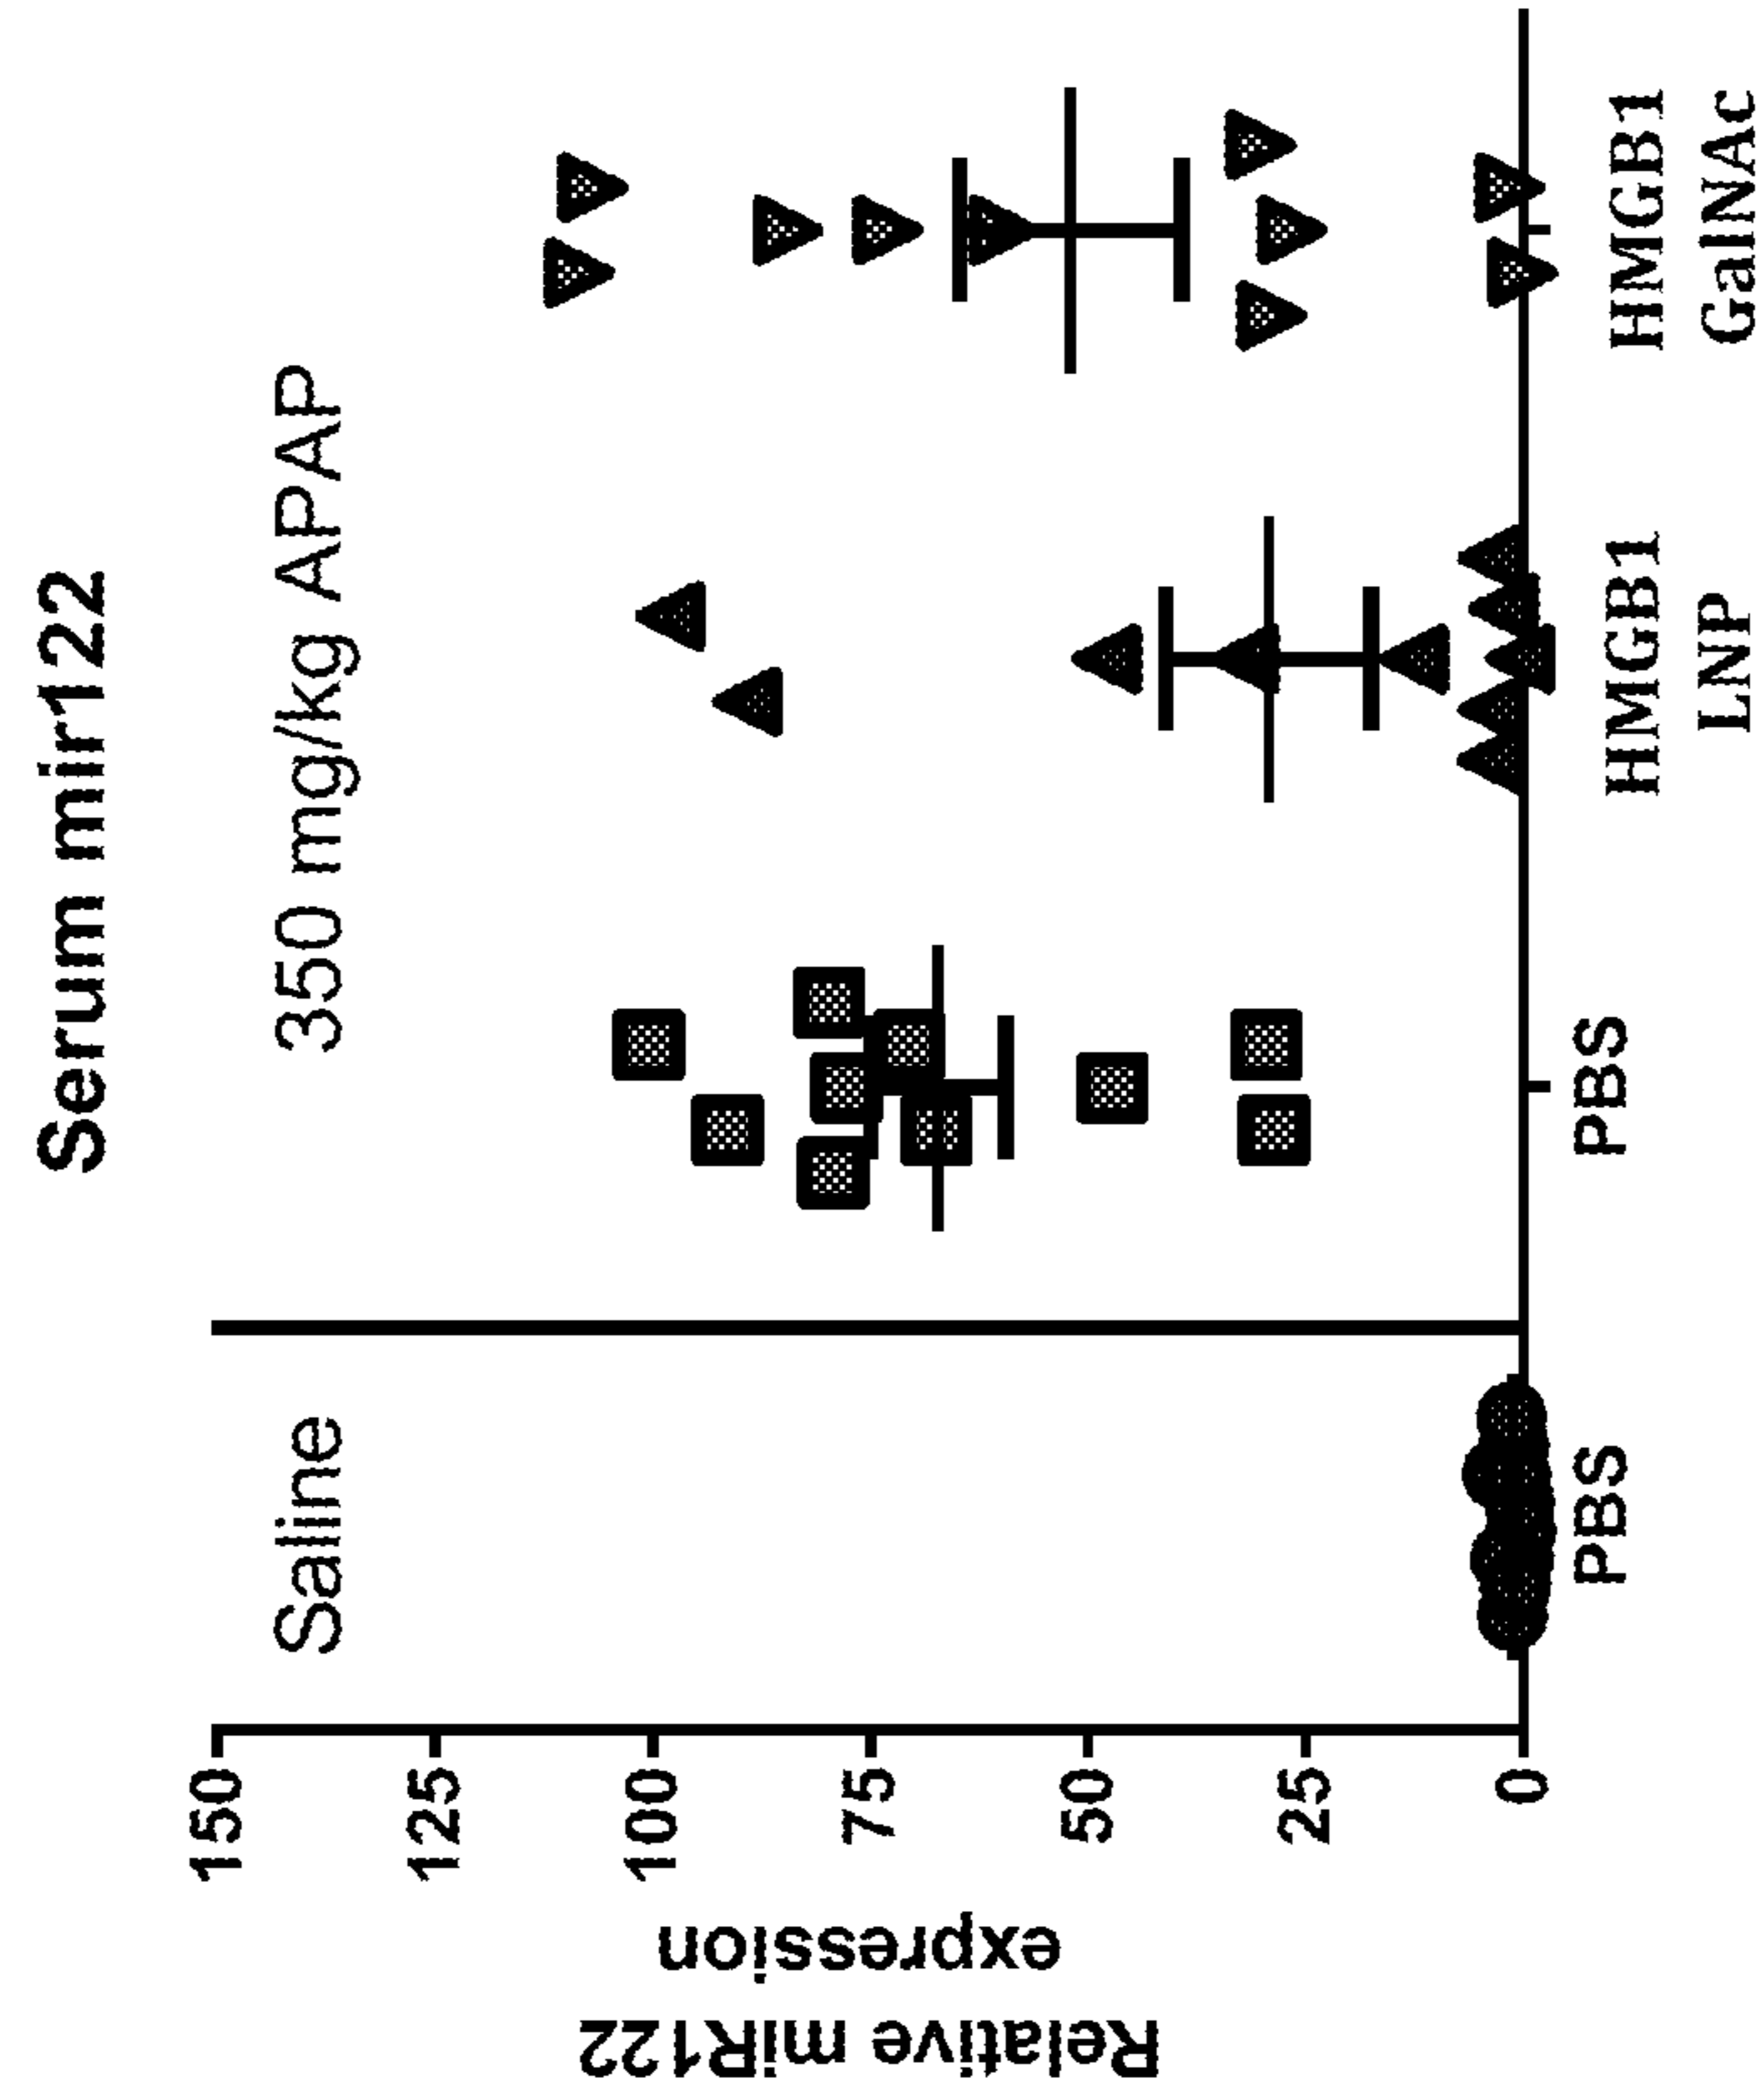 Serum mir122
Saline
350 mg/kg APAP
Relative miR122
expression
150
125
100
75
50
25
0
PBS
PBS
HMGB1
LNP
HMGB1
GalNAc